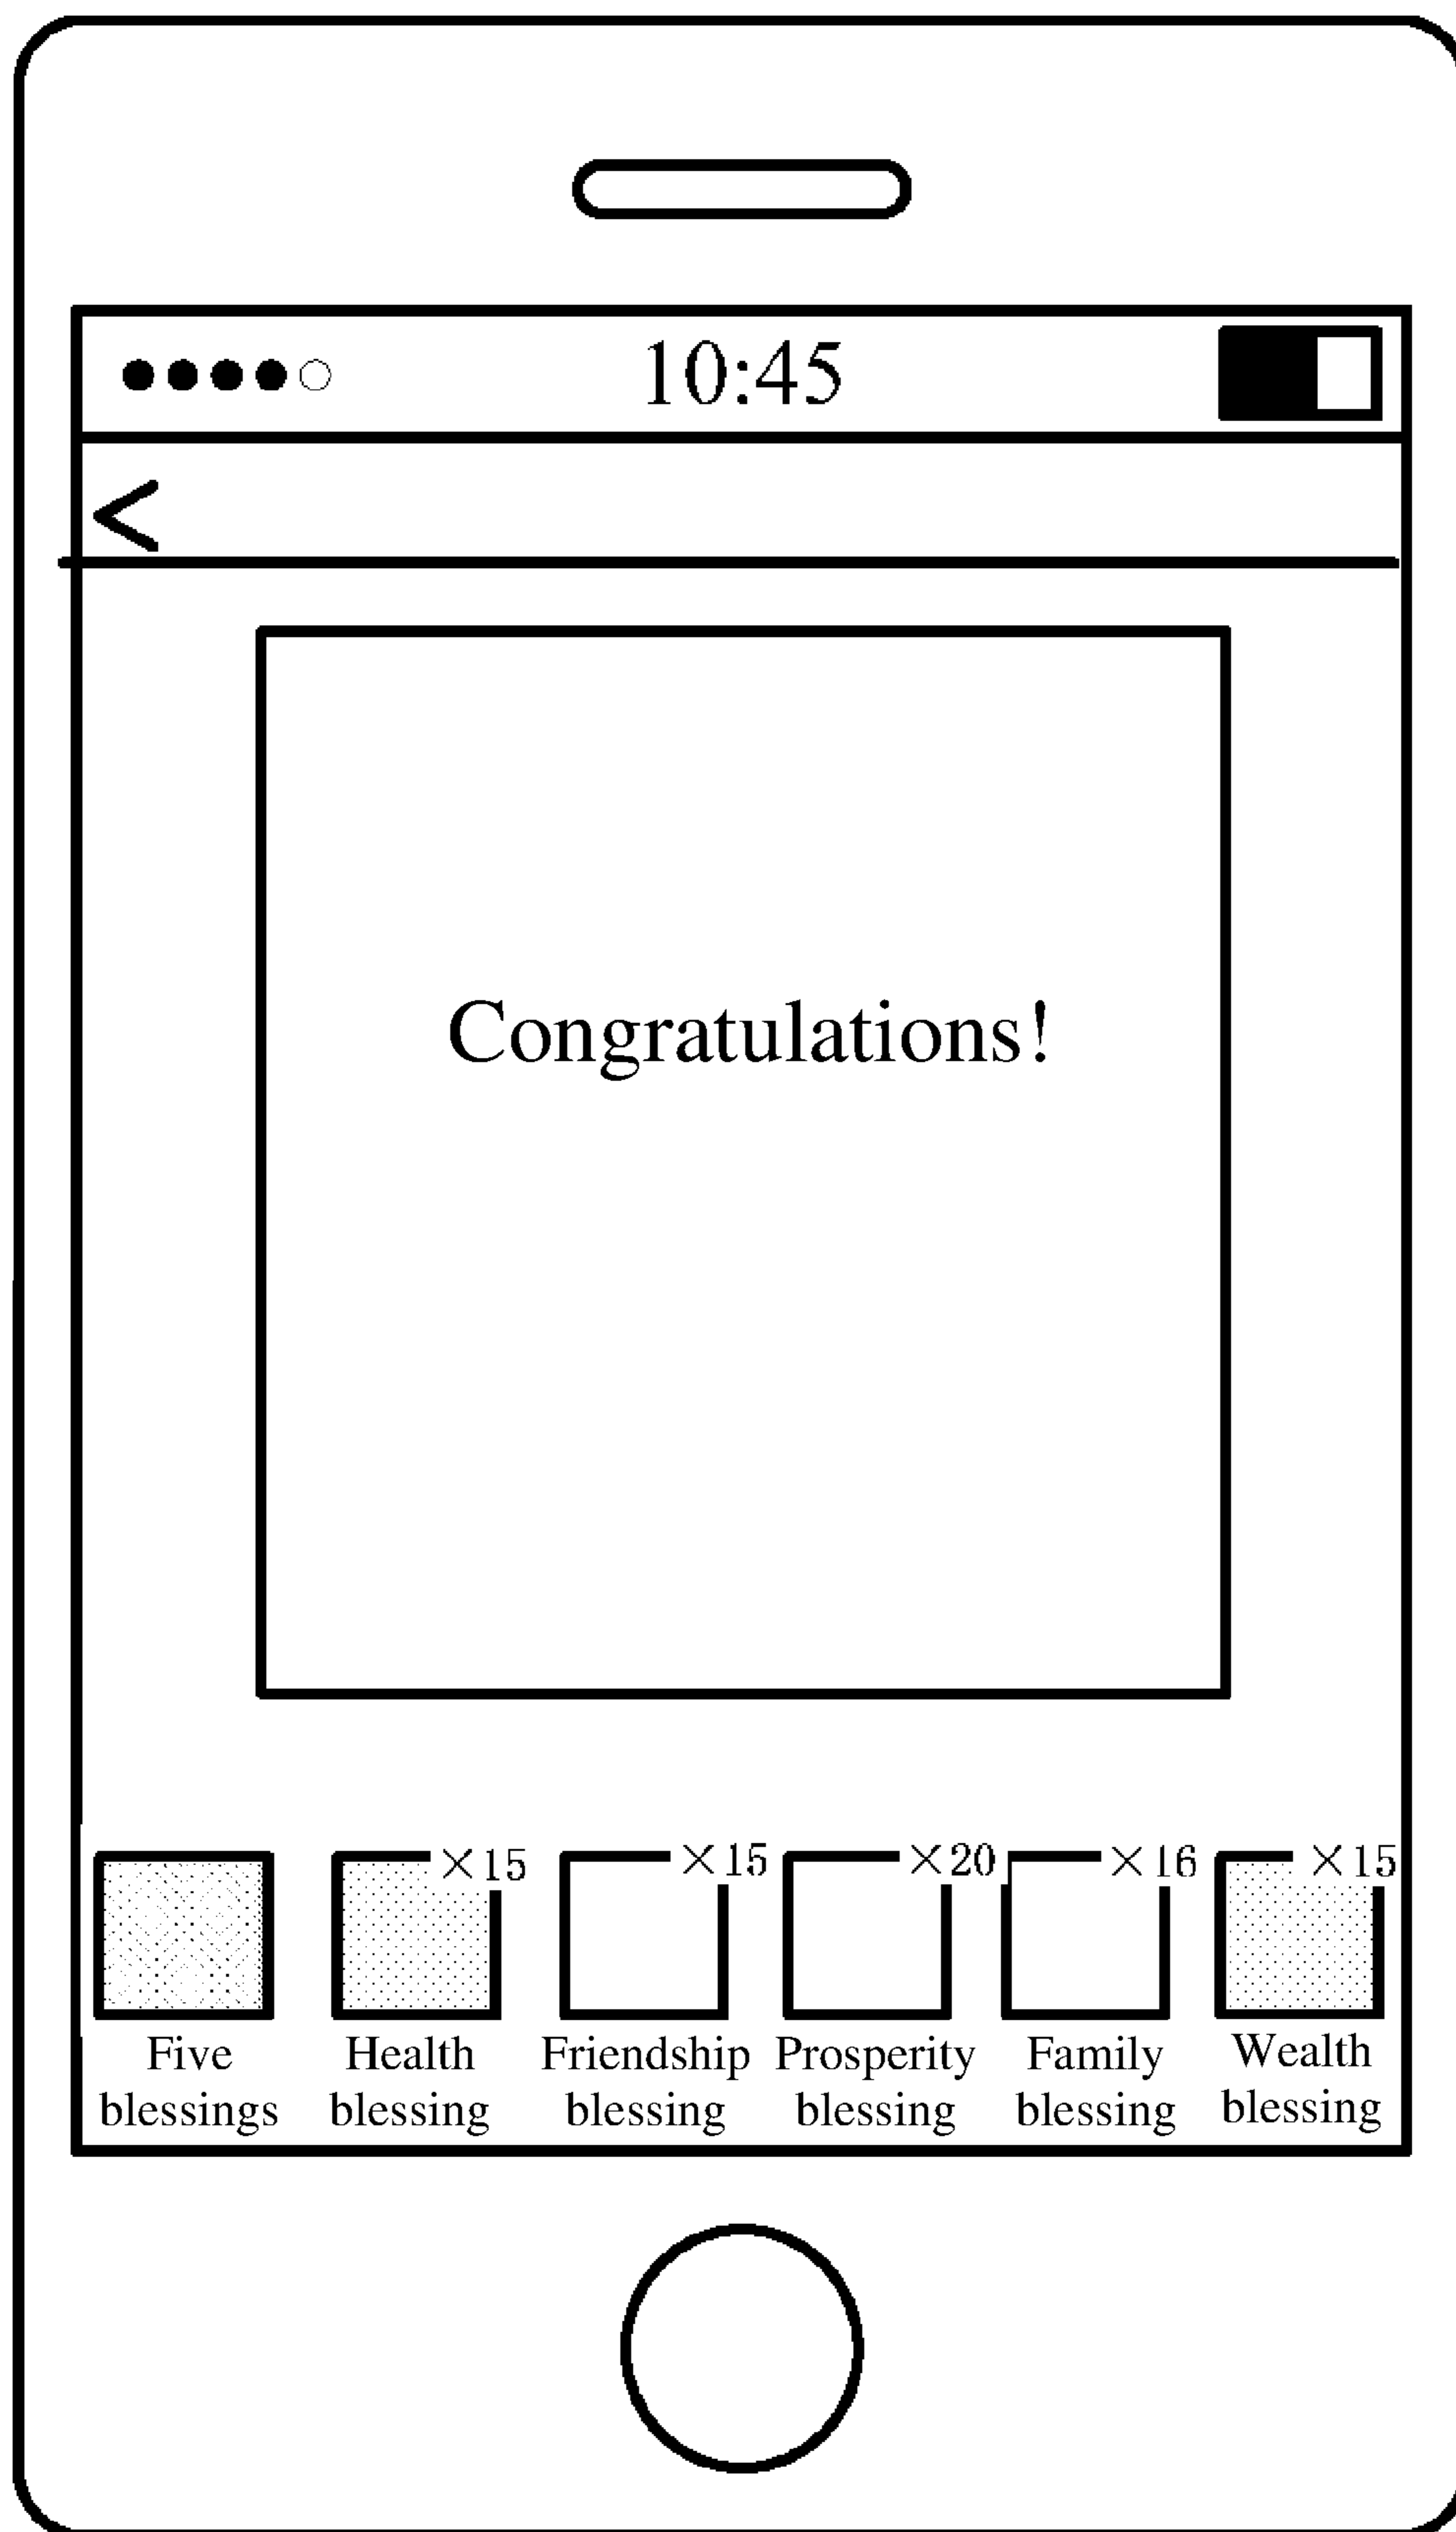 10:45
<
Congratulations!
×15 ×15 ×20 ×16 ×15
Five Health Friendship Prosperity Family Wealth
blessings blessing blessing blessing blessing blessing